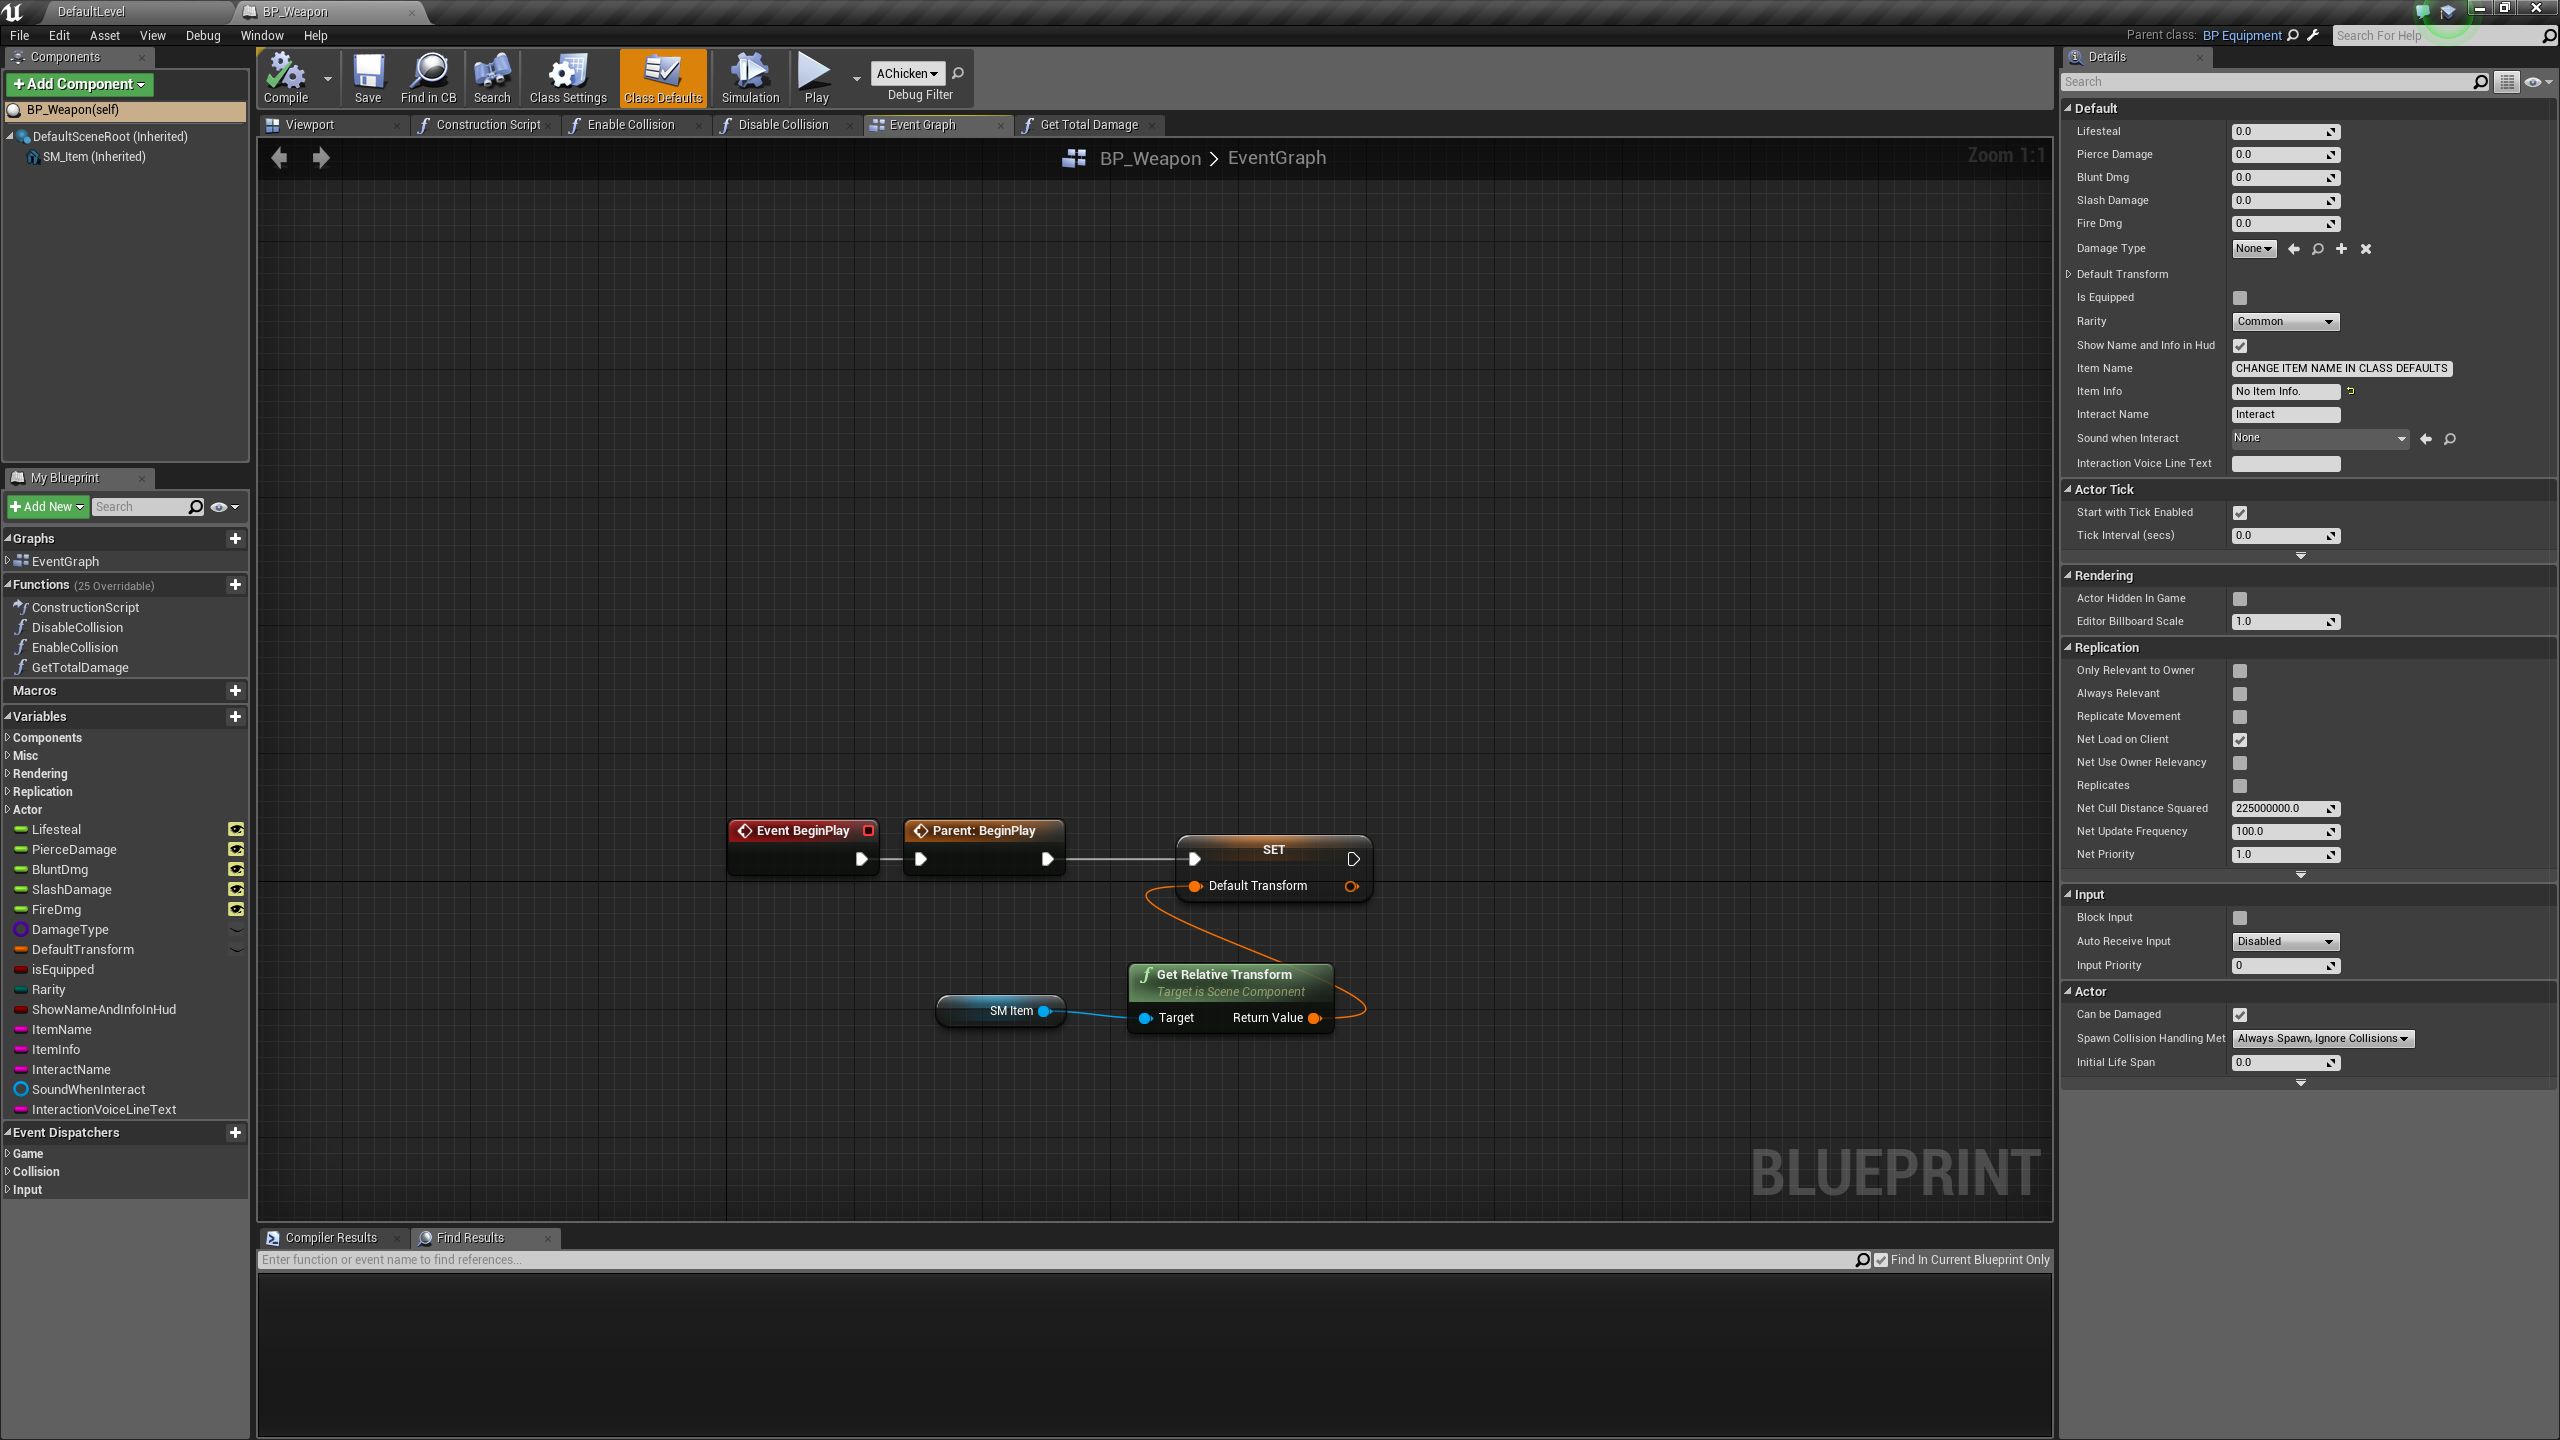 DefaultLevel
BP_Weapon
File Edit Asset View Debug Window Help
Parent class: BP Equipment
Search For Help
Components
+ Add Component
BP_Weapon(self)
DefaultSceneRoot (Inherited)
SM_Item (Inherited)
Compile
Save
Find in CB
Search
Class Settings
Class Defaults
Simulation
Play
AChicken
Debug Filter
Viewport
Construction Script
Enable Collision
Disable Collision
Event Graph
Get Total Damage
BP_Weapon > EventGraph
Zoom 1:1
My Blueprint
+ Add New
Search
Graphs
EventGraph
Functions (25 Overridable)
ConstructionScript
DisableCollision
EnableCollision
GetTotalDamage
Macros
Variables
Components
Misc
Rendering
Replication
Actor
Lifesteal
PierceDamage
BluntDmg
SlashDamage
FireDmg
DamageType
DefaultTransform
isEquipped
Rarity
ShowNameAndInfoInHud
ItemName
ItemInfo
InteractName
SoundWhenInteract
InteractionVoiceLineText
Event Dispatchers
Game
Collision
Input
Event BeginPlay
Parent: BeginPlay
SET
Default Transform
SM Item
Get Relative Transform
Target is Scene Component
Target
Return Value
BLUEPRINT
Compiler Results
Find Results
Enter function or event name to find references...
Find In Current Blueprint Only
Details
Search
Default
Lifesteal 0.0
Pierce Damage 0.0
Blunt Dmg 0.0
Slash Damage 0.0
Fire Dmg 0.0
Damage Type None
Default Transform
Is Equipped
Rarity Common
Show Name and Info in Hud
Item Name CHANGE ITEM NAME IN CLASS DEFAULTS
Item Info No Item Info.
Interact Name Interact
Sound when Interact None
Interaction Voice Line Text
Actor Tick
Start with Tick Enabled
Tick Interval (secs) 0.0
Rendering
Actor Hidden In Game
Editor Billboard Scale 1.0
Replication
Only Relevant to Owner
Always Relevant
Replicate Movement
Net Load on Client
Net Use Owner Relevancy
Replicates
Net Cull Distance Squared 225000000.0
Net Update Frequency 100.0
Net Priority 1.0
Input
Block Input
Auto Receive Input Disabled
Input Priority 0
Actor
Can be Damaged
Spawn Collision Handling Met Always Spawn, Ignore Collisions
Initial Life Span 0.0